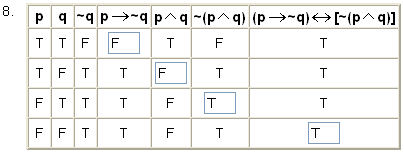 8.
p q ~q p→~q p∧q ~(p∧q) (p→~q)↔[~(p∧q)]
T T F F T F T
T F T T F T T
F T T T F T T
F F T T F T T